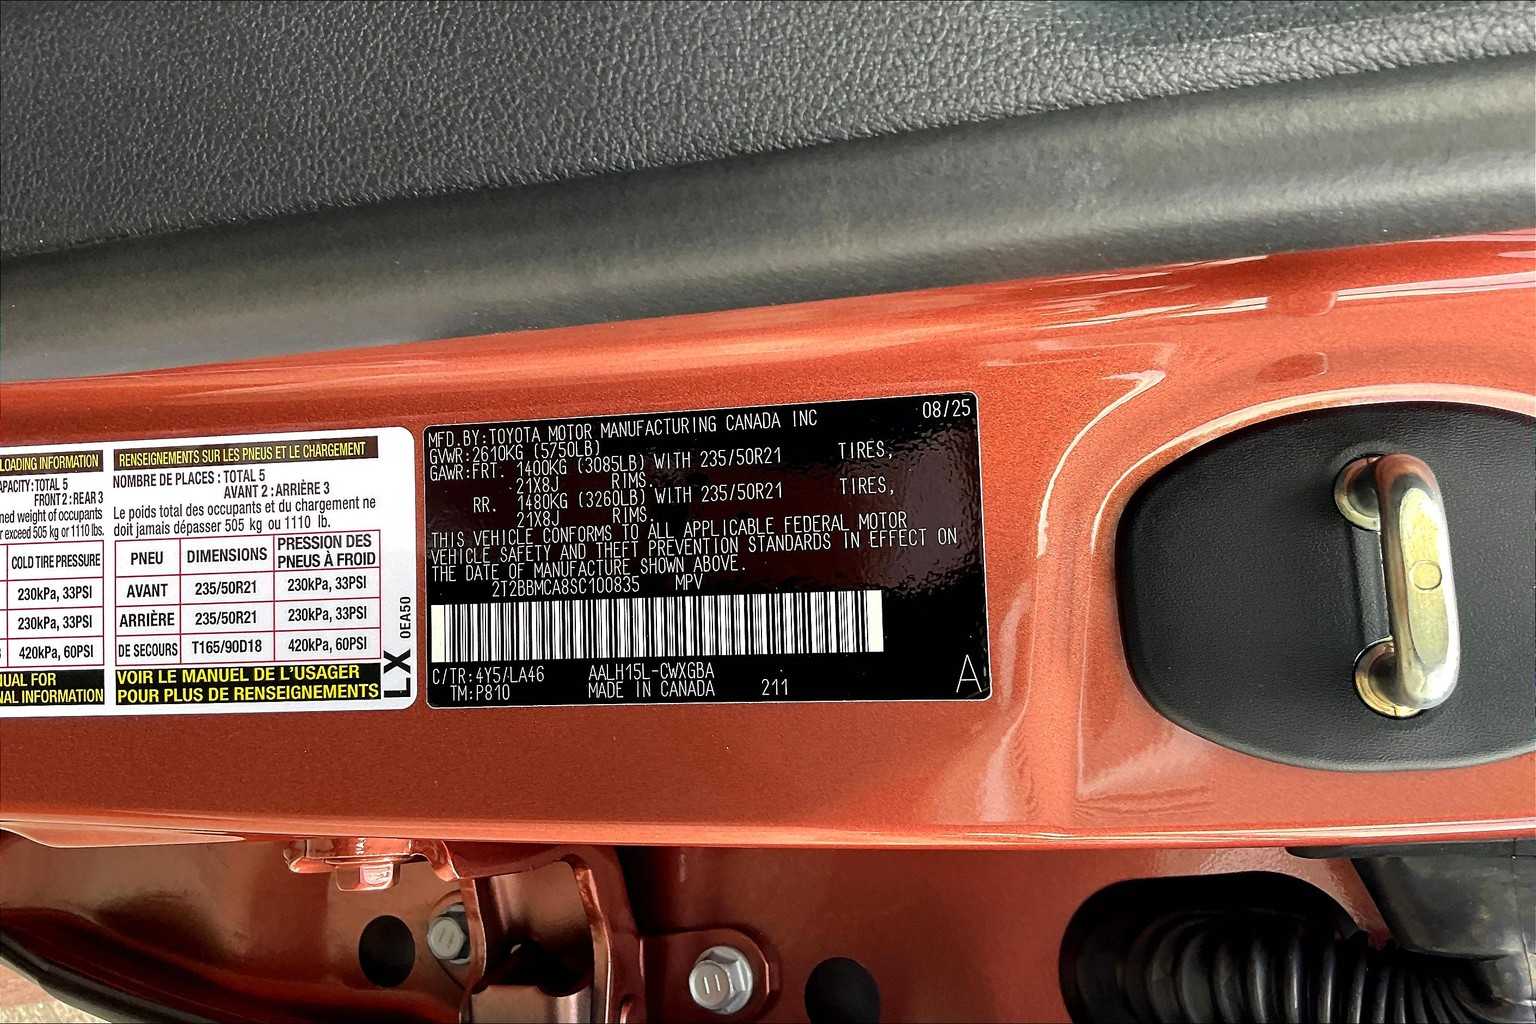 LOADING INFORMATION
CAPACITY: TOTAL 5
FRONT 2 : REAR 3
ned weight of occupants
r exceed 505 kg or 1110 lbs.
COLD TIRE PRESSURE
230kPa, 33PSI
230kPa, 33PSI
420kPa, 60PSI
NUAL FOR
NAL INFORMATION
RENSEIGNEMENTS SUR LES PNEUS ET LE CHARGEMENT
NOMBRE DE PLACES : TOTAL 5
AVANT 2 : ARRIÈRE 3
Le poids total des occupants et du chargement ne
doit jamais dépasser 505 kg ou 1110 lb.
PNEU DIMENSIONS PRESSION DES PNEUS À FROID
AVANT 235/50R21 230kPa, 33PSI
ARRIÈRE 235/50R21 230kPa, 33PSI
DE SECOURS T165/90D18 420kPa, 60PSI
VOIR LE MANUEL DE L'USAGER
POUR PLUS DE RENSEIGNEMENTS
LX 0EA50
08/25
MFD.BY:TOYOTA MOTOR MANUFACTURING CANADA INC
GVWR:2610KG (5750LB)
GAWR:FRT. 1400KG (3085LB) WITH 235/50R21 TIRES,
21X8J RIMS.
RR. 1480KG (3260LB) WITH 235/50R21 TIRES,
21X8J RIMS.
THIS VEHICLE CONFORMS TO ALL APPLICABLE FEDERAL MOTOR
VEHICLE SAFETY AND THEFT PREVENTION STANDARDS IN EFFECT ON
THE DATE OF MANUFACTURE SHOWN ABOVE.
2T2BBMCA8SC100835 MPV
C/TR:4Y5/LA46 AALH15L-CWXGBA
TM:P810 MADE IN CANADA 211 A